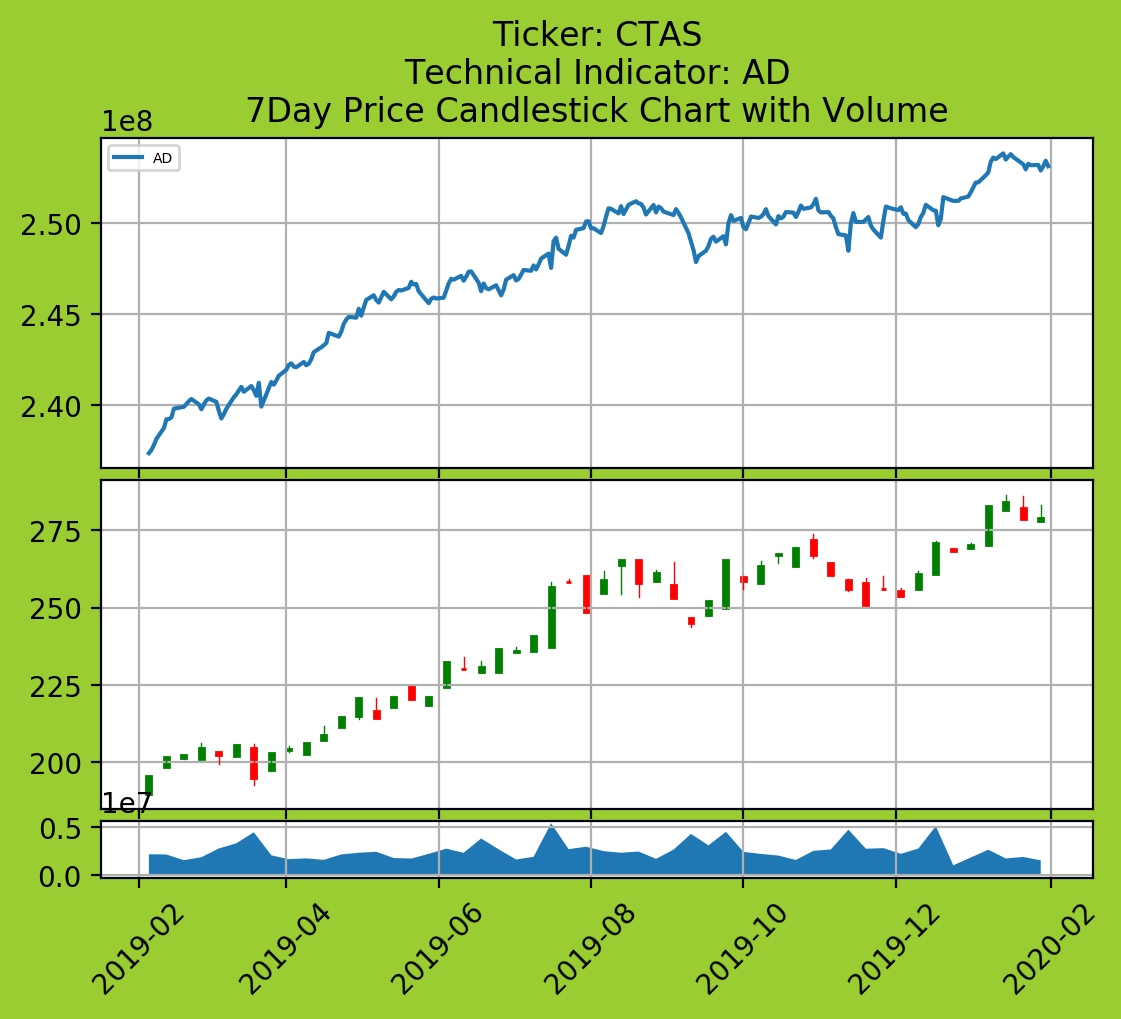 Ticker: CTAS
Technical Indicator: AD
7Day Price Candlestick Chart with Volume
1e8
AD
2.50
2.45
2.40
275
250
225
200
1e7
0.5
0.0
2019-02
2019-04
2019-06
2019-08
2019-10
2019-12
2020-02